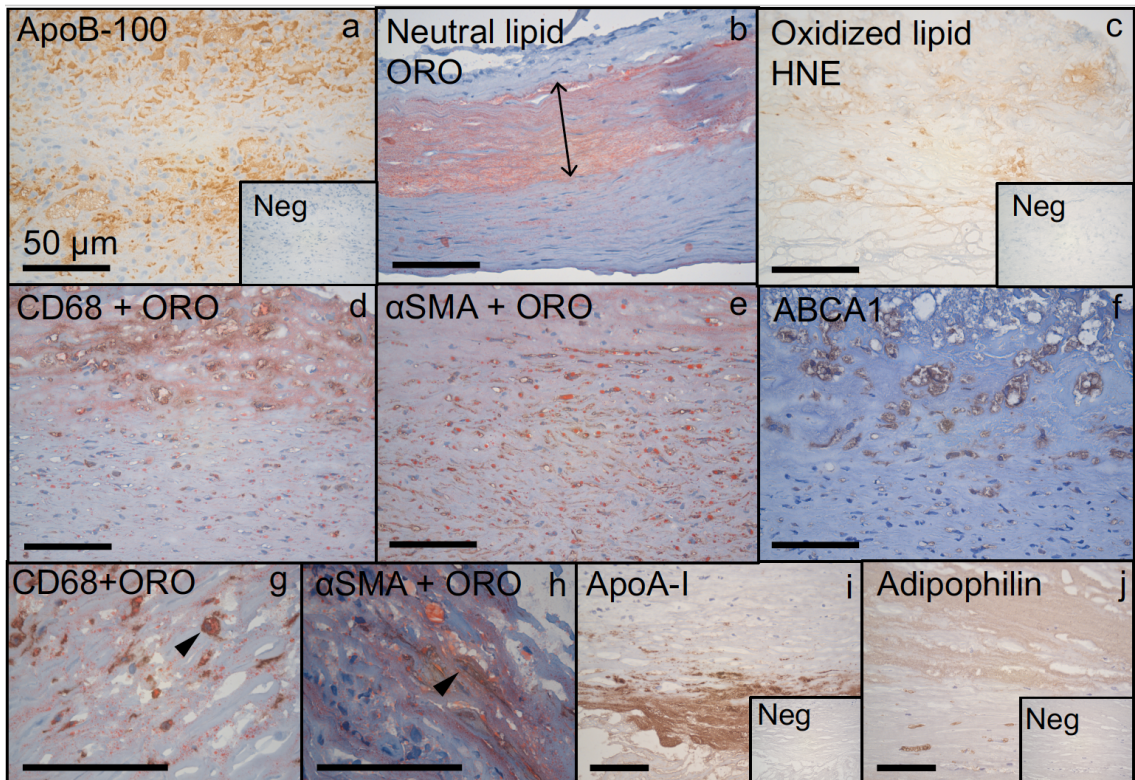 ApoB-100 a
Neg
50 µm
Neutral lipid b
ORO
Oxidized lipid c
HNE
Neg
CD68 + ORO d
αSMA + ORO e
ABCA1 f
CD68+ORO g
αSMA + ORO h
ApoA-I i
Neg
Adipophilin j
Neg